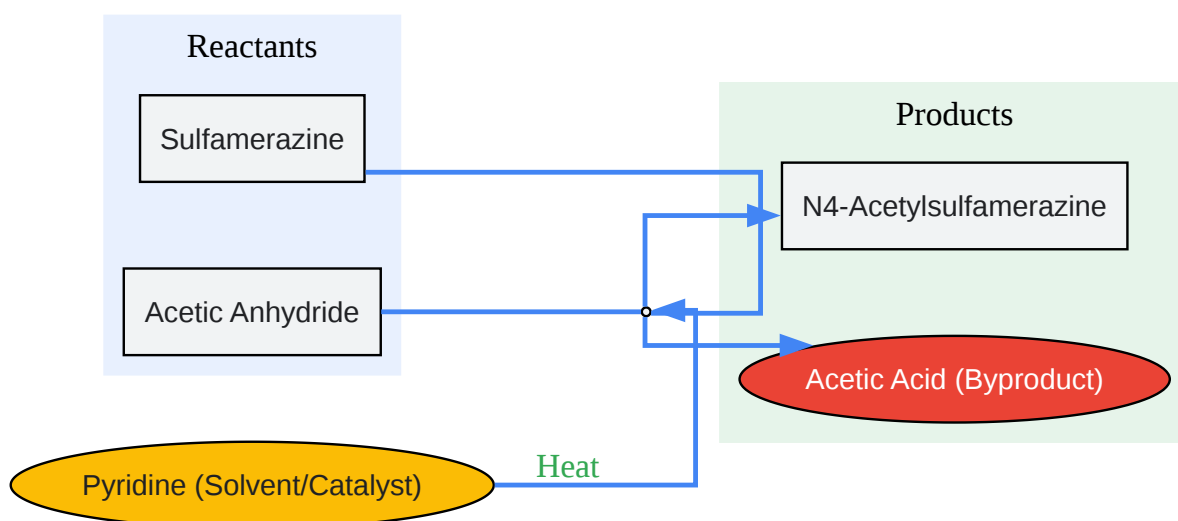 Reactants
Sulfamerazine
Acetic Anhydride
Pyridine (Solvent/Catalyst)
Heat
Products
N4-Acetylsulfamerazine
Acetic Acid (Byproduct)